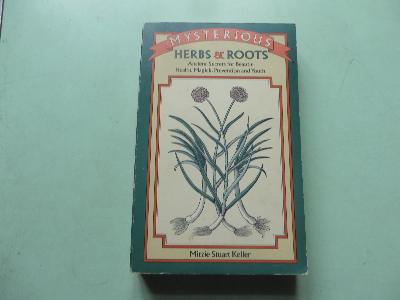 MYSTERIOUS
HERBS & ROOTS
Ancient Secrets for Beautie
Health, Magick, Prevention and Youth
Mitzie Stuart Keller